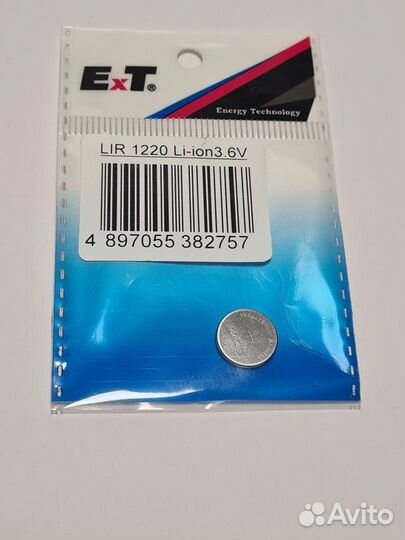 ExT®
Energy Technology
LIR 1220 Li-ion3.6V
4 897055 382757
Avito